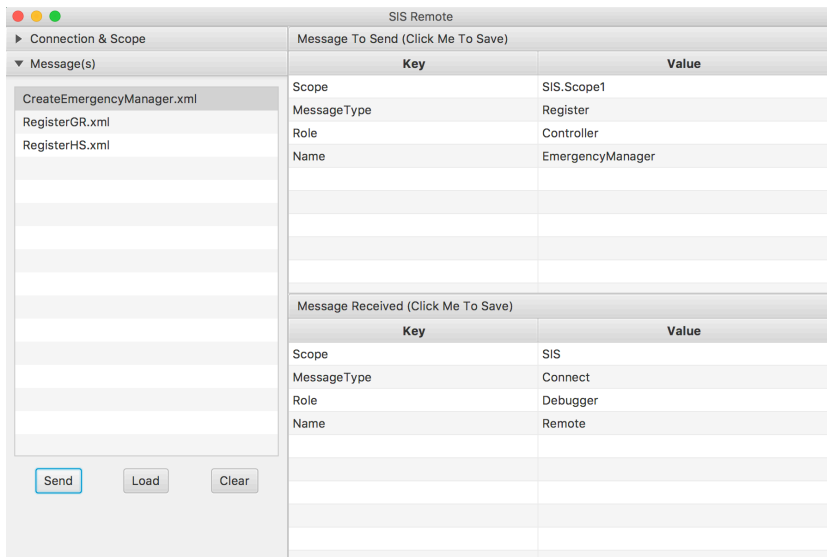 SIS Remote
Connection & Scope
Message(s)
CreateEmergencyManager.xml
RegisterGR.xml
RegisterHS.xml
Send Load Clear
Message To Send (Click Me To Save)
Key Value
Scope SIS.Scope1
MessageType Register
Role Controller
Name EmergencyManager
Message Received (Click Me To Save)
Key Value
Scope SIS
MessageType Connect
Role Debugger
Name Remote